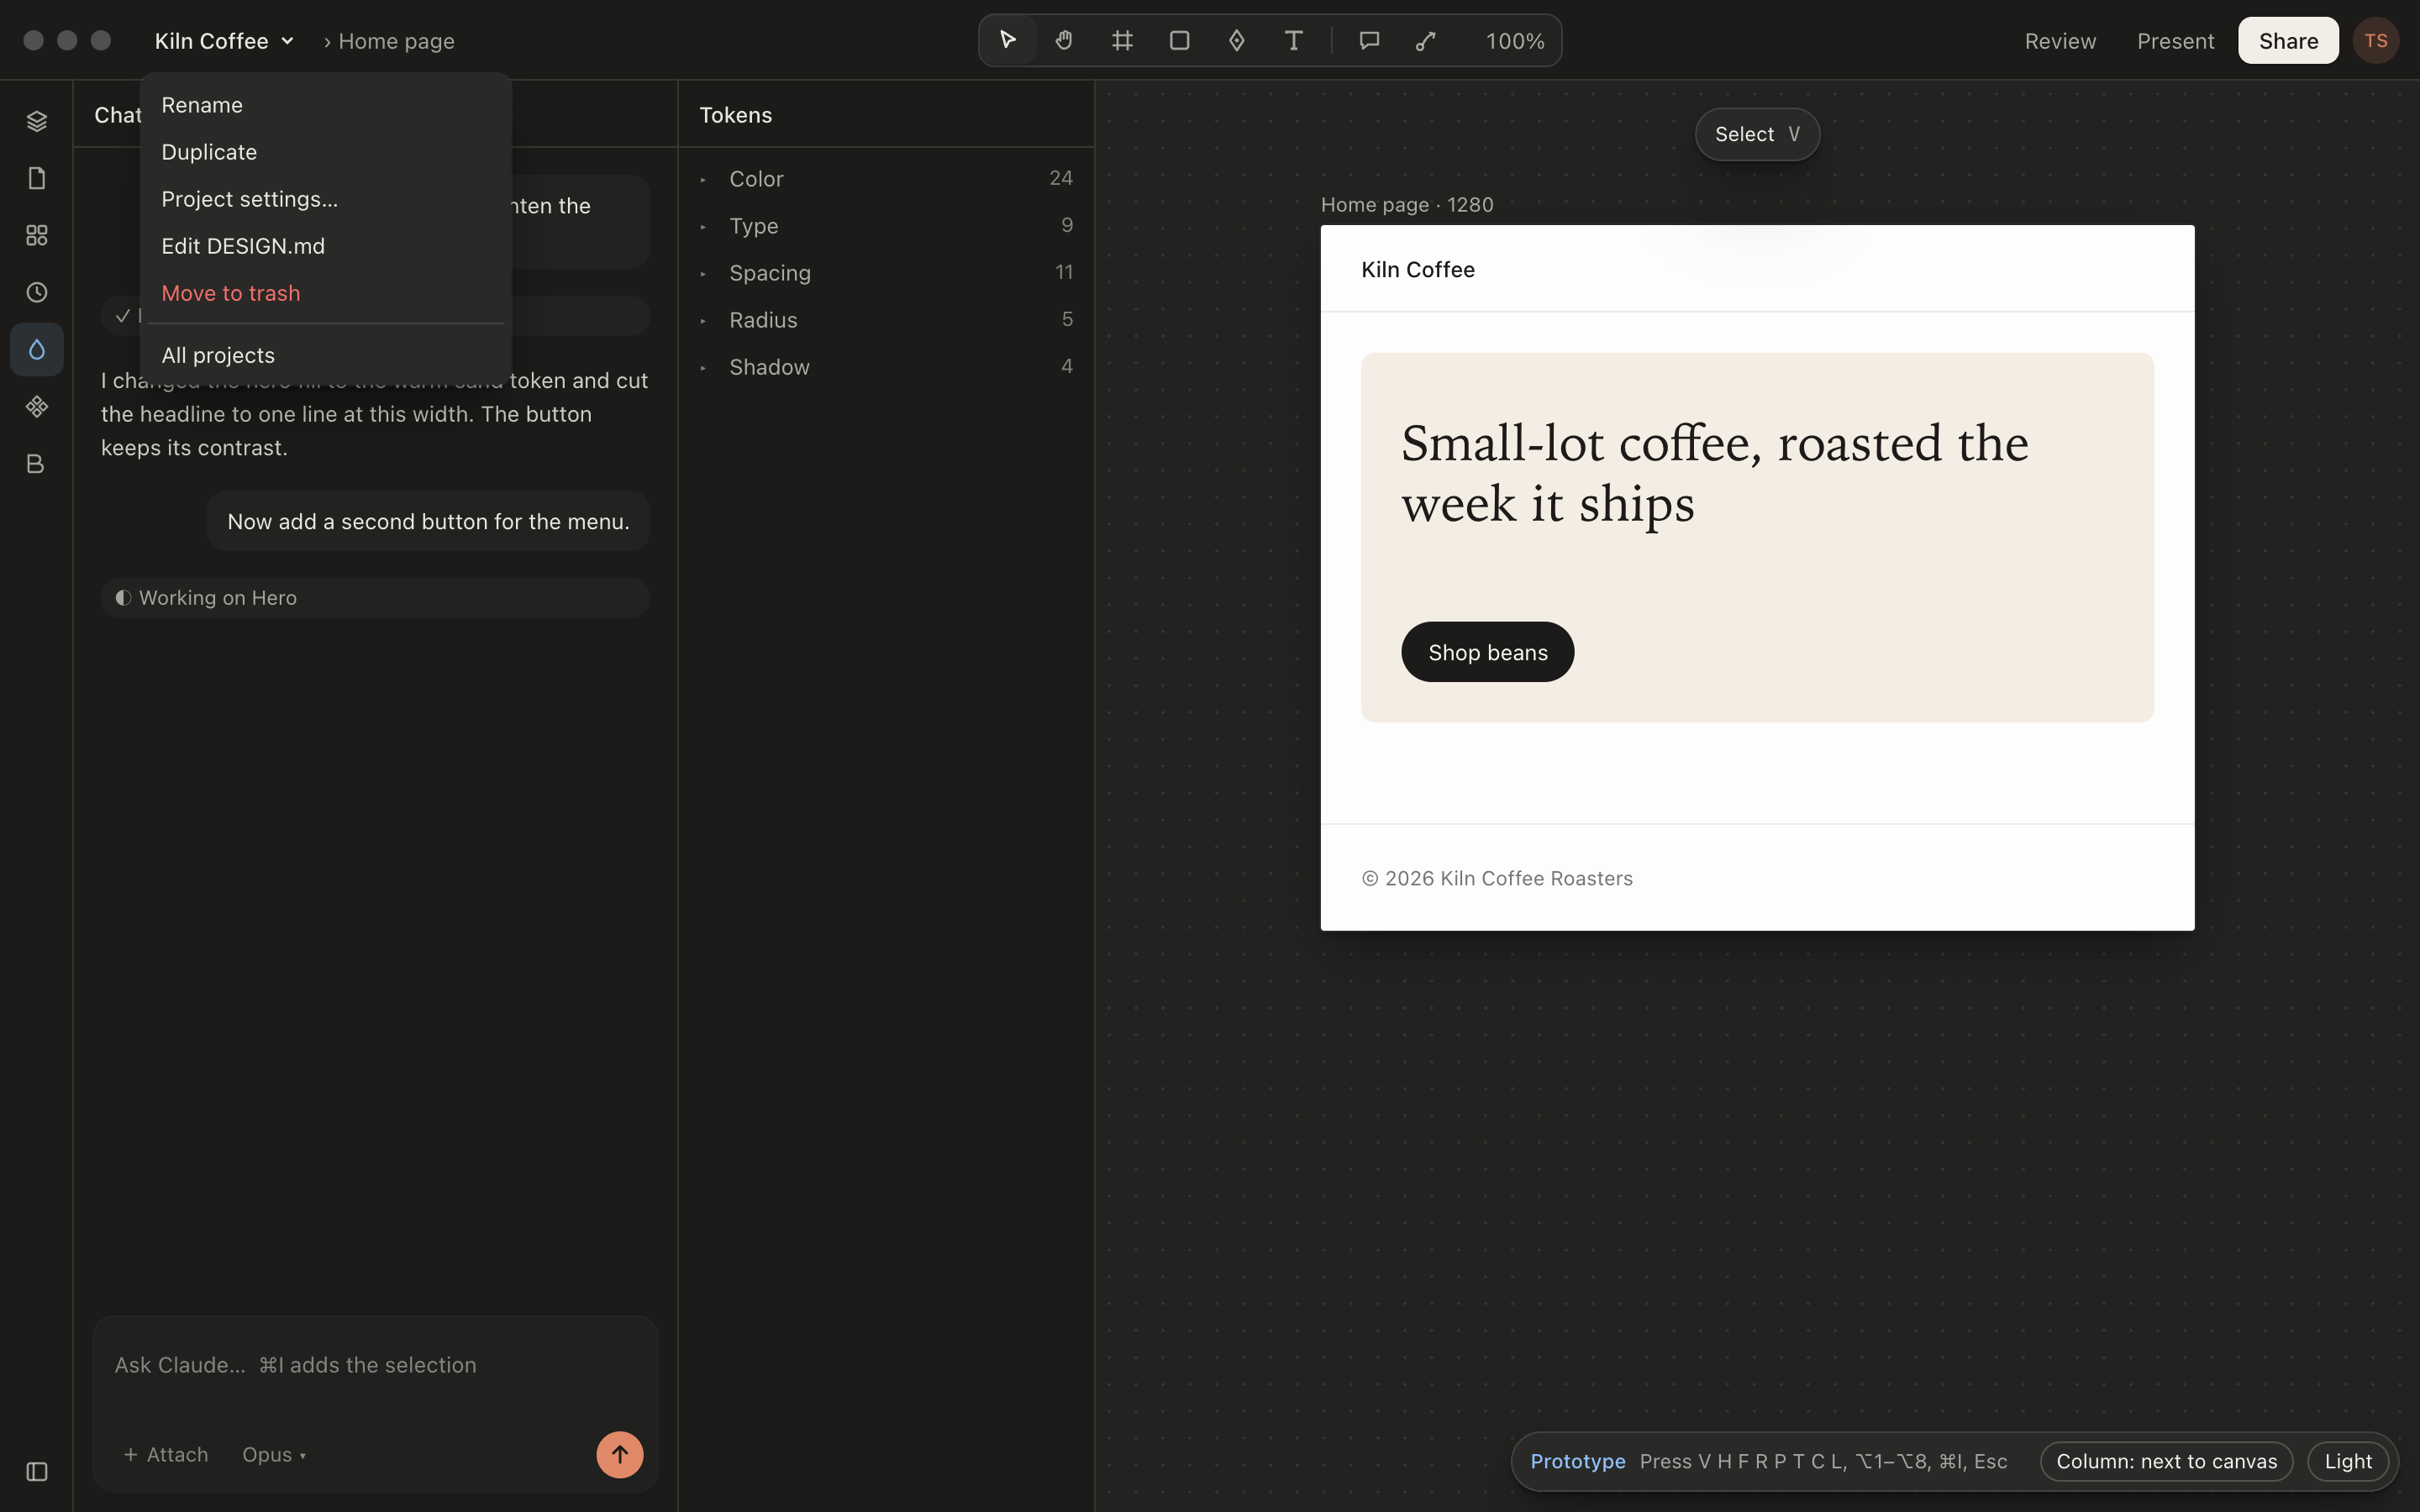 Kiln Coffee
› Home page
100%
Review
Present
Share
TS
Rename
Duplicate
Project settings...
Edit DESIGN.md
Move to trash
All projects
Chat
the
token and cut
the headline to one line at this width. The button
keeps its contrast.
Now add a second button for the menu.
Working on Hero
Ask Claude... ⌘I adds the selection
+ Attach
Opus
Tokens
Color 24
Type 9
Spacing 11
Radius 5
Shadow 4
Select V
Home page · 1280
Kiln Coffee
Small-lot coffee, roasted the
week it ships
Shop beans
© 2026 Kiln Coffee Roasters
Prototype Press V H F R P T C L, ⌥1–⌥8, ⌘I, Esc
Column: next to canvas
Light